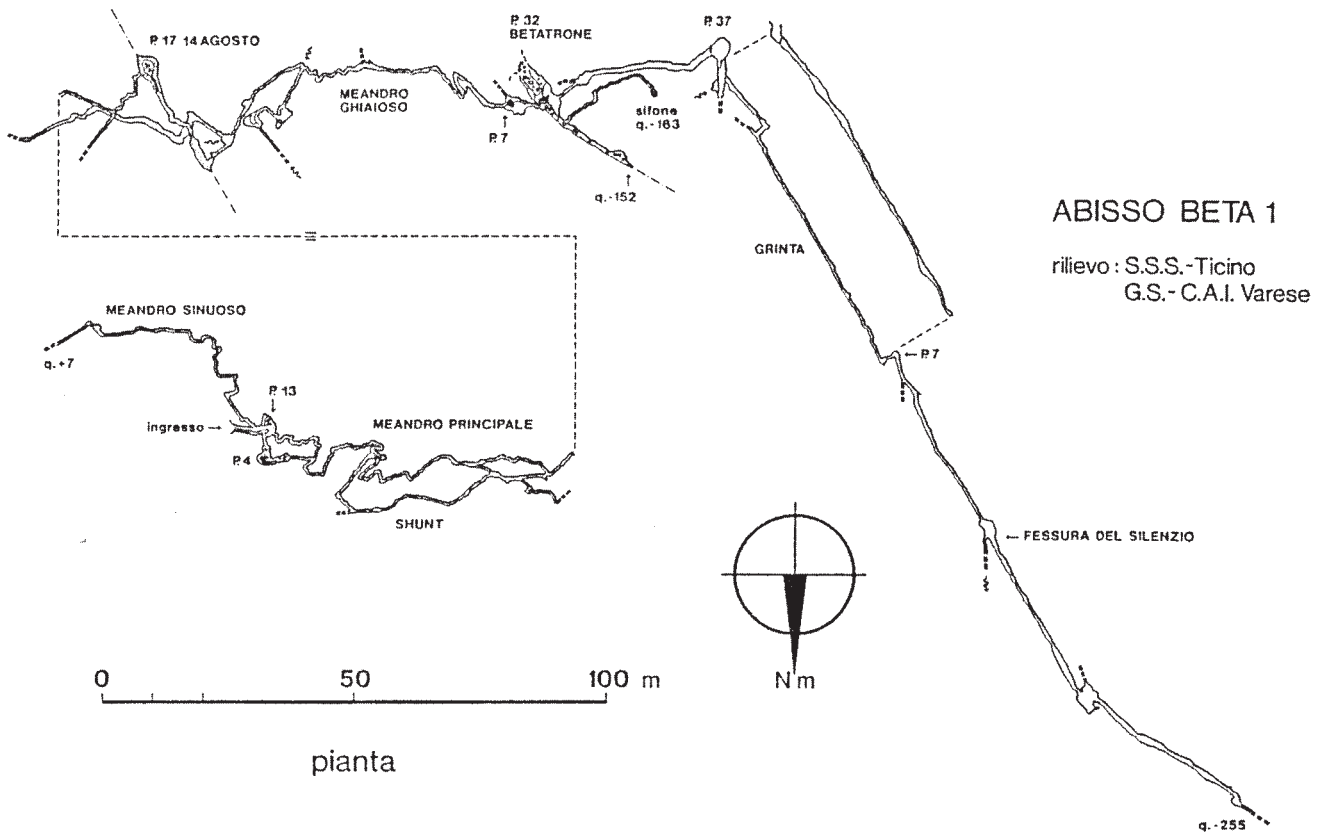 P. 17 14 AGOSTO
P. 32
BETATRONE
P. 37
MEANDRO
GHIAIOSO
P. 7
sifone
q.-163
q.-152
ABISSO BETA 1
rilievo : S.S.S.-Ticino
G.S.- C.A.I. Varese
GRINTA
MEANDRO SINUOSO
q.+7
P. 13
ingresso →
P. 4
MEANDRO PRINCIPALE
SHUNT
← P. 7
← FESSURA DEL SILENZIO
0 50 100 m
N m
pianta
q.-255